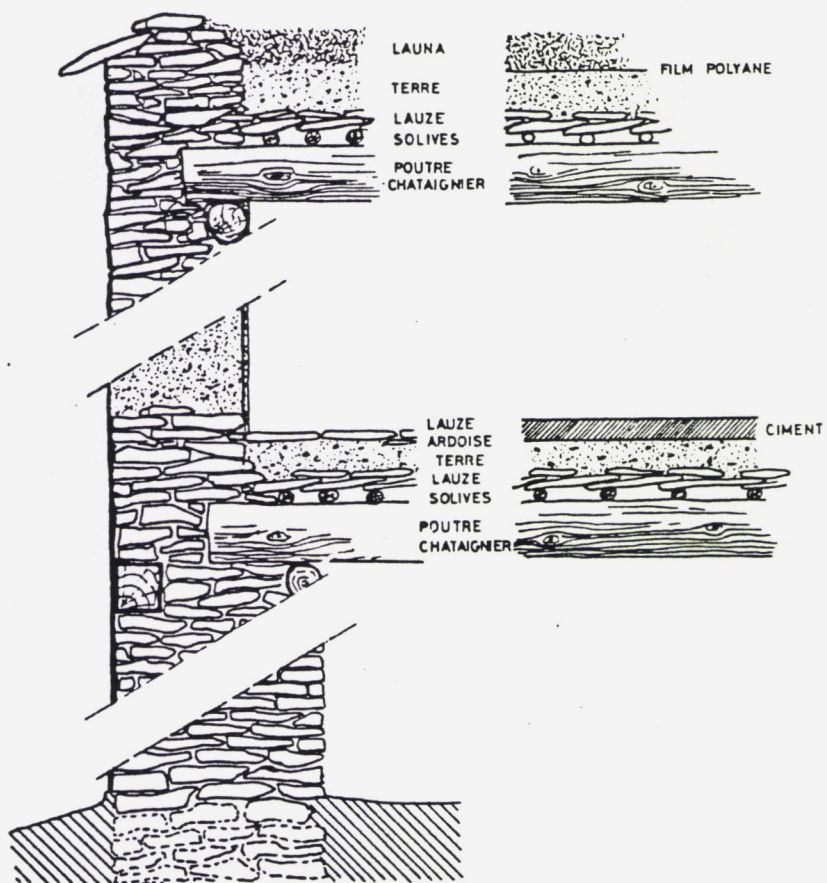 LAUNA
FILM POLYANE
TERRE
LAUZE
SOLIVES
POUTRE
CHATAIGNIER
LAUZE
ARDOISE
CIMENT
TERRE
LAUZE
SOLIVES
POUTRE
CHATAIGNIER